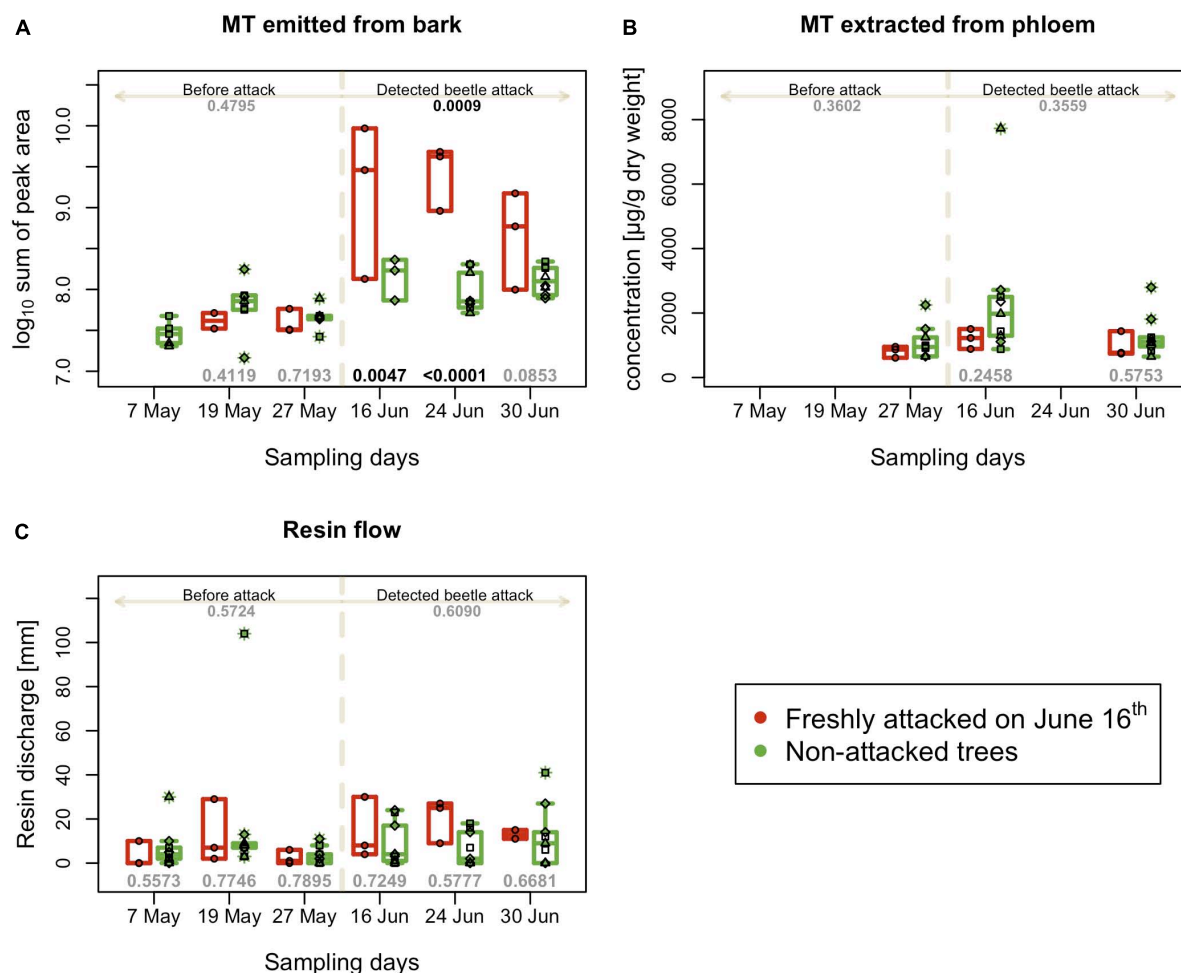 A
MT emitted from bark
Before attack
Detected beetle attack
0.4795
0.0009
log10 sum of peak area
10.0
9.0
8.0
7.0
0.4119
0.7193
0.0047
<0.0001
0.0853
7 May
19 May
27 May
16 Jun
24 Jun
30 Jun
Sampling days
B
MT extracted from phloem
Before attack
Detected beetle attack
0.3602
0.3559
concentration [µg/g dry weight]
8000
6000
4000
2000
0
0.2458
0.5753
7 May
19 May
27 May
16 Jun
24 Jun
30 Jun
Sampling days
C
Resin flow
Before attack
Detected beetle attack
0.5724
0.6090
Resin discharge [mm]
100
80
60
40
20
0
0.5573
0.7746
0.7895
0.7249
0.5777
0.6681
7 May
19 May
27 May
16 Jun
24 Jun
30 Jun
Sampling days
Freshly attacked on June 16th
Non-attacked trees